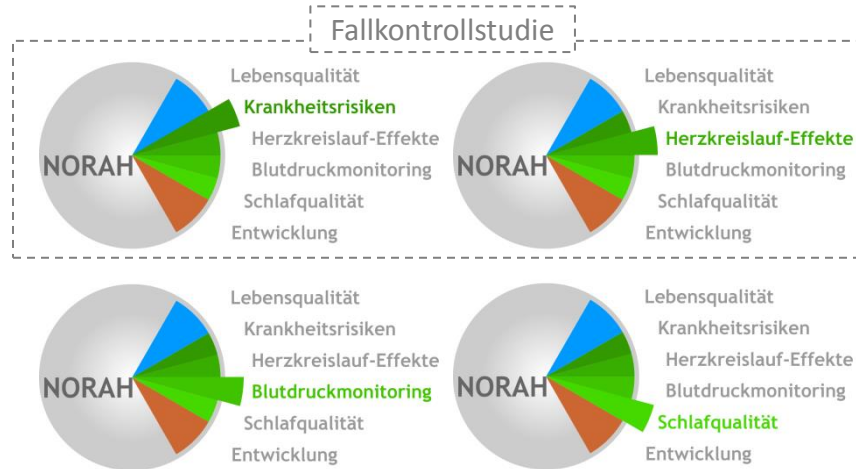 Fallkontrollstudie
NORAH
Lebensqualität
Krankheitsrisiken
Herzkreislauf-Effekte
Blutdruckmonitoring
Schlafqualität
Entwicklung
NORAH
Lebensqualität
Krankheitsrisiken
Herzkreislauf-Effekte
Blutdruckmonitoring
Schlafqualität
Entwicklung
NORAH
Lebensqualität
Krankheitsrisiken
Herzkreislauf-Effekte
Blutdruckmonitoring
Schlafqualität
Entwicklung
NORAH
Lebensqualität
Krankheitsrisiken
Herzkreislauf-Effekte
Blutdruckmonitoring
Schlafqualität
Entwicklung